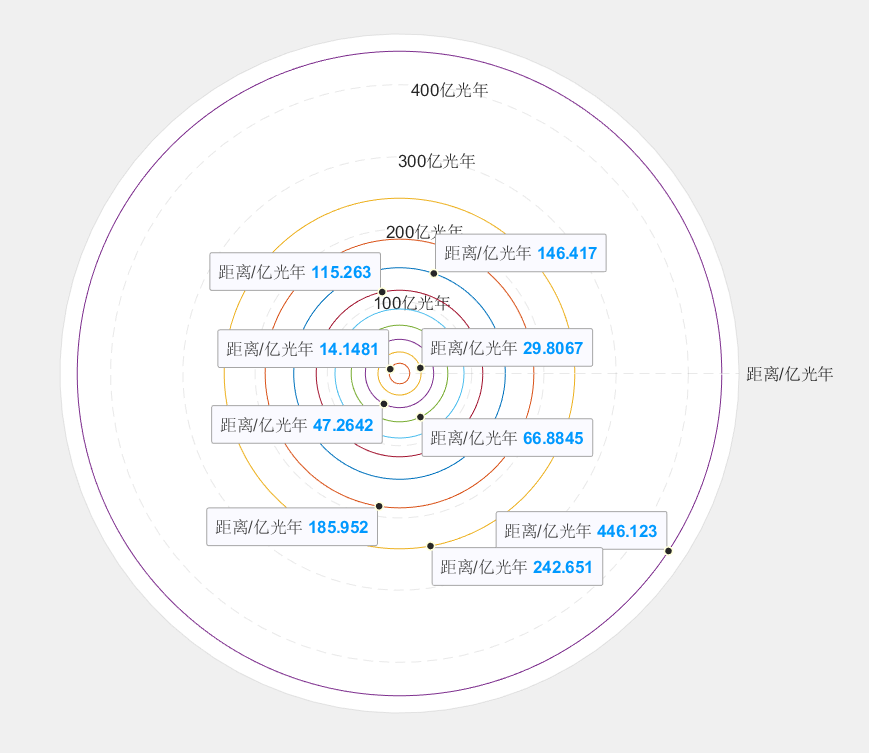 400亿光年
300亿光年
200亿光年
距离/亿光年 146.417
距离/亿光年 115.263
100亿光年
距离/亿光年 14.1481
距离/亿光年 29.8067
距离/亿光年
距离/亿光年 47.2642
距离/亿光年 66.8845
距离/亿光年 185.952
距离/亿光年 446.123
距离/亿光年 242.651